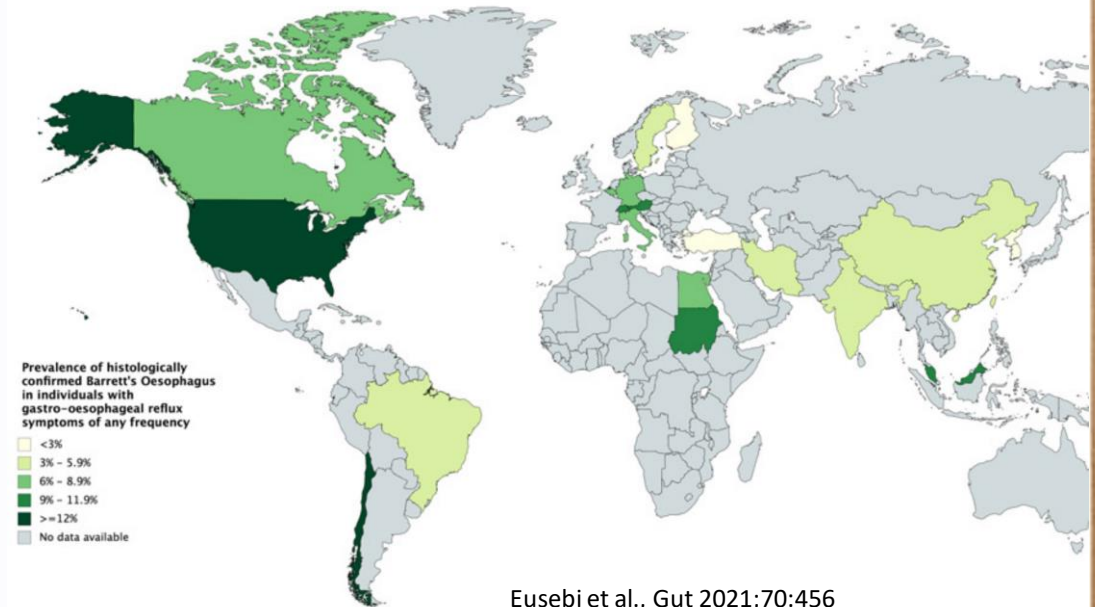 Prevalence of histologically
confirmed Barrett's Oesophagus
in individuals with
gastro-oesophageal reflux
symptoms of any frequency
<3%
3% - 5.9%
6% - 8.9%
9% - 11.9%
>=12%
No data available
Eusebi et al., Gut 2021:70:456